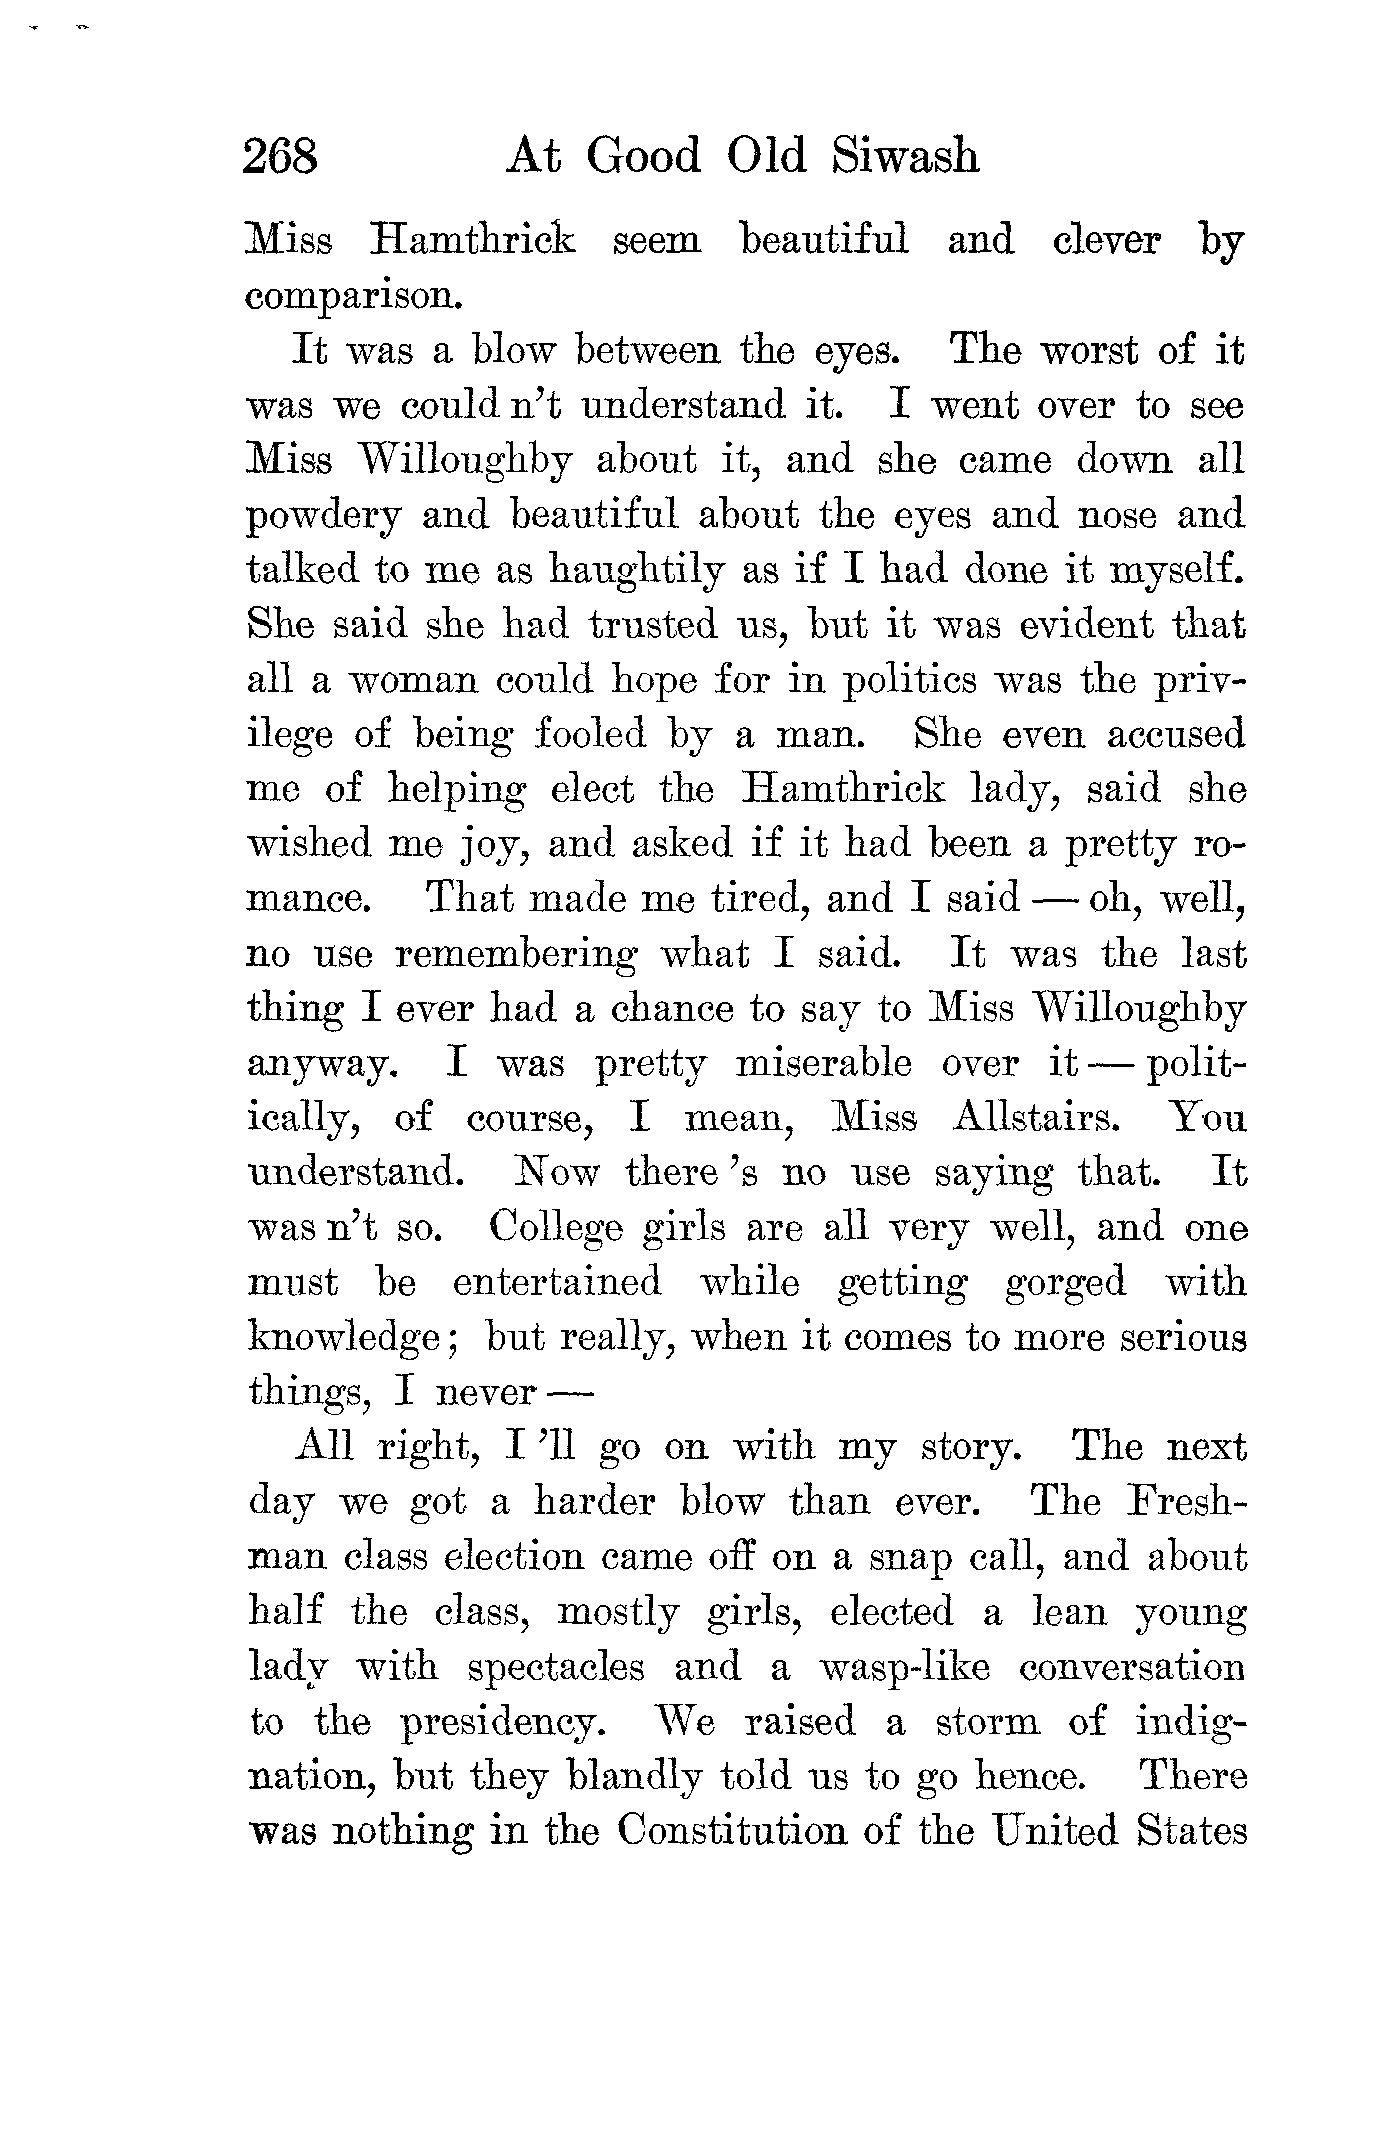 268 At Good Old Siwash
Miss Hamthrick seem beautiful and clever by
comparison.
It was a blow between the eyes. The worst of it
was we could n't understand it. I went over to see
Miss Willoughby about it, and she came down all
powdery and beautiful about the eyes and nose and
talked to me as haughtily as if I had done it myself.
She said she had trusted us, but it was evident that
all a woman could hope for in politics was the priv-
ilege of being fooled by a man. She even accused
me of helping elect the Hamthrick lady, said she
wished me joy, and asked if it had been a pretty ro-
mance. That made me tired, and I said — oh, well,
no use remembering what I said. It was the last
thing I ever had a chance to say to Miss Willoughby
anyway. I was pretty miserable over it — polit-
ically, of course, I mean, Miss Allstairs. You
understand. Now there 's no use saying that. It
was n't so. College girls are all very well, and one
must be entertained while getting gorged with
knowledge; but really, when it comes to more serious
things, I never —
All right, I 'll go on with my story. The next
day we got a harder blow than ever. The Fresh-
man class election came off on a snap call, and about
half the class, mostly girls, elected a lean young
lady with spectacles and a wasp-like conversation
to the presidency. We raised a storm of indig-
nation, but they blandly told us to go hence. There
was nothing in the Constitution of the United States